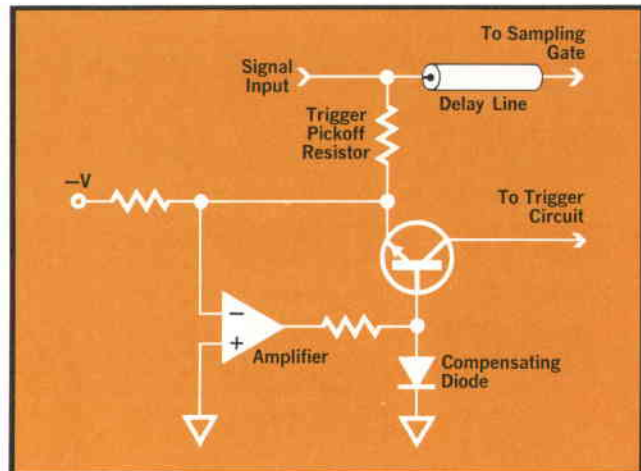 To Sampling
Gate
Signal
Input
Delay Line
Trigger
Pickoff
Resistor
–V
To Trigger
Circuit
–
+
Amplifier
Compensating
Diode